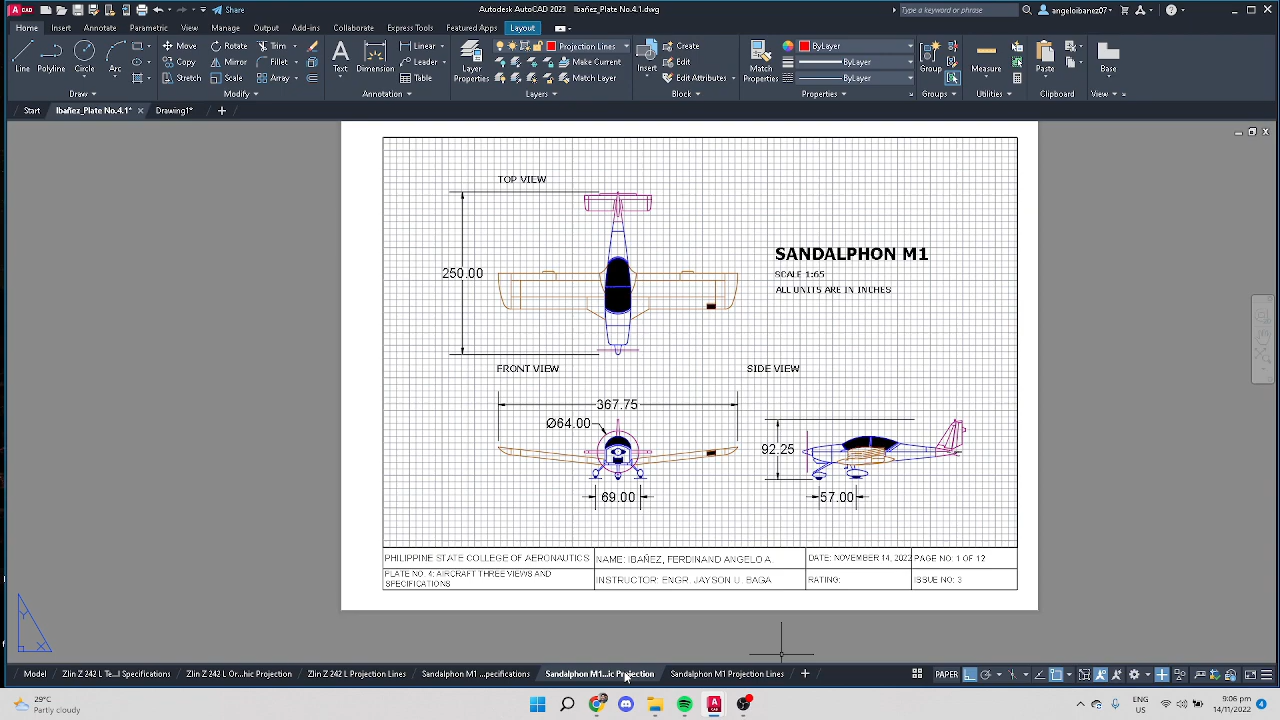 CAD
Share
Autodesk AutoCAD 2023 Ibañez_Plate No.4.1.dwg
Type a keyword or phrase
angeloibanez07
Home Insert Annotate Parametric View Manage Output Add-ins Collaborate Express Tools Featured Apps Layout
Line
Polyline
Circle
Arc
Move
Rotate
Trim
Copy
Mirror
Fillet
Stretch
Scale
Array
Text
Dimension
Linear
Leader
Table
Layer
Properties
Projection Lines
Make Current
Match Layer
Insert
Create
Edit
Edit Attributes
Match
Properties
ByLayer
ByLayer
ByLayer
Group
Measure
Paste
Base
Draw Modify Annotation Layers Block Properties Groups Utilities Clipboard View
Start Ibañez_Plate No.4.1* Drawing1*
TOP VIEW
250.00
SANDALPHON M1
SCALE 1:65
ALL UNITS ARE IN INCHES
FRONT VIEW
SIDE VIEW
367.75
Ø64.00
92.25
69.00
57.00
PHILIPPINE STATE COLLEGE OF AERONAUTICS
NAME: IBAÑEZ, FERDINAND ANGELO A
DATE: NOVEMBER 14, 2022
PAGE NO: 1 OF 12
PLATE NO. 4: AIRCRAFT THREE VIEWS AND
SPECIFICATIONS
INSTRUCTOR: ENGR. JAYSON U. BAGA
RATING:
ISSUE NO: 3
Y
X
Model Zlin Z 242 L Te...l Specifications Zlin Z 242 L Or...hic Projection Zlin Z 242 L Projection Lines Sandalphon M1 ...pecifications Sandalphon M1...ic Projection Sandalphon M1 Projection Lines
PAPER
29°C
Partly cloudy
ENG
US
9:06 pm
14/11/2022